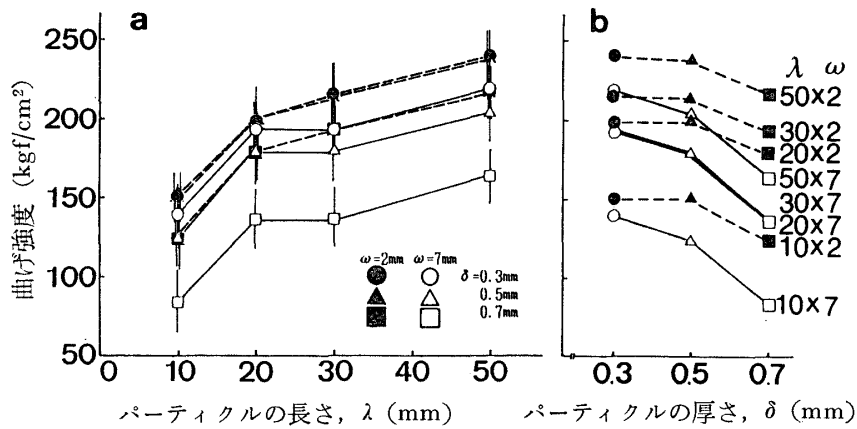 a
b
250
200
150
100
50
曲げ強度 (kgf/cm²)
ω=2mm ω=7mm
δ=0.3mm
0.5mm
0.7mm
0 10 20 30 40 50
パーティクルの長さ, λ (mm)
λ ω
50×2
30×2
20×2
50×7
30×7
20×7
10×2
10×7
0.3 0.5 0.7
パーティクルの厚さ, δ (mm)